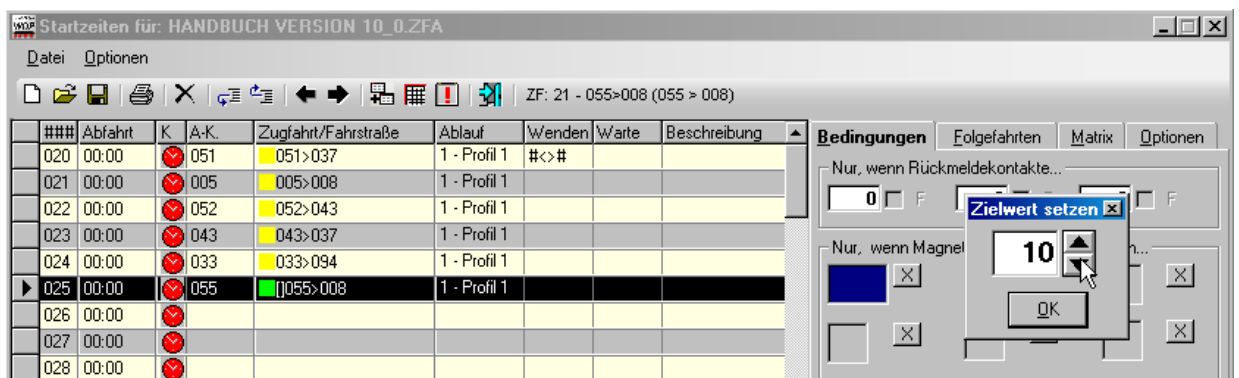 WDP Startzeiten für: HANDBUCH VERSION 10_0.ZFA
Datei Optionen
ZF: 21 - 055>008 (055 > 008)
### Abfahrt K A-K. Zugfahrt/Fahrstraße Ablauf Wenden Warte Beschreibung
020 00:00 051 051>037 1 - Profil 1 #<>#
021 00:00 005 005>008 1 - Profil 1
022 00:00 052 052>043 1 - Profil 1
023 00:00 043 043>037 1 - Profil 1
024 00:00 033 033>094 1 - Profil 1
025 00:00 055 []055>008 1 - Profil 1
026 00:00
027 00:00
028 00:00
Bedingungen Folgefahrten Matrix Optionen
Nur, wenn Rückmeldekontakte...
0 F F
Nur, wenn Magne n...
X X
X X
Zielwert setzen
10
OK